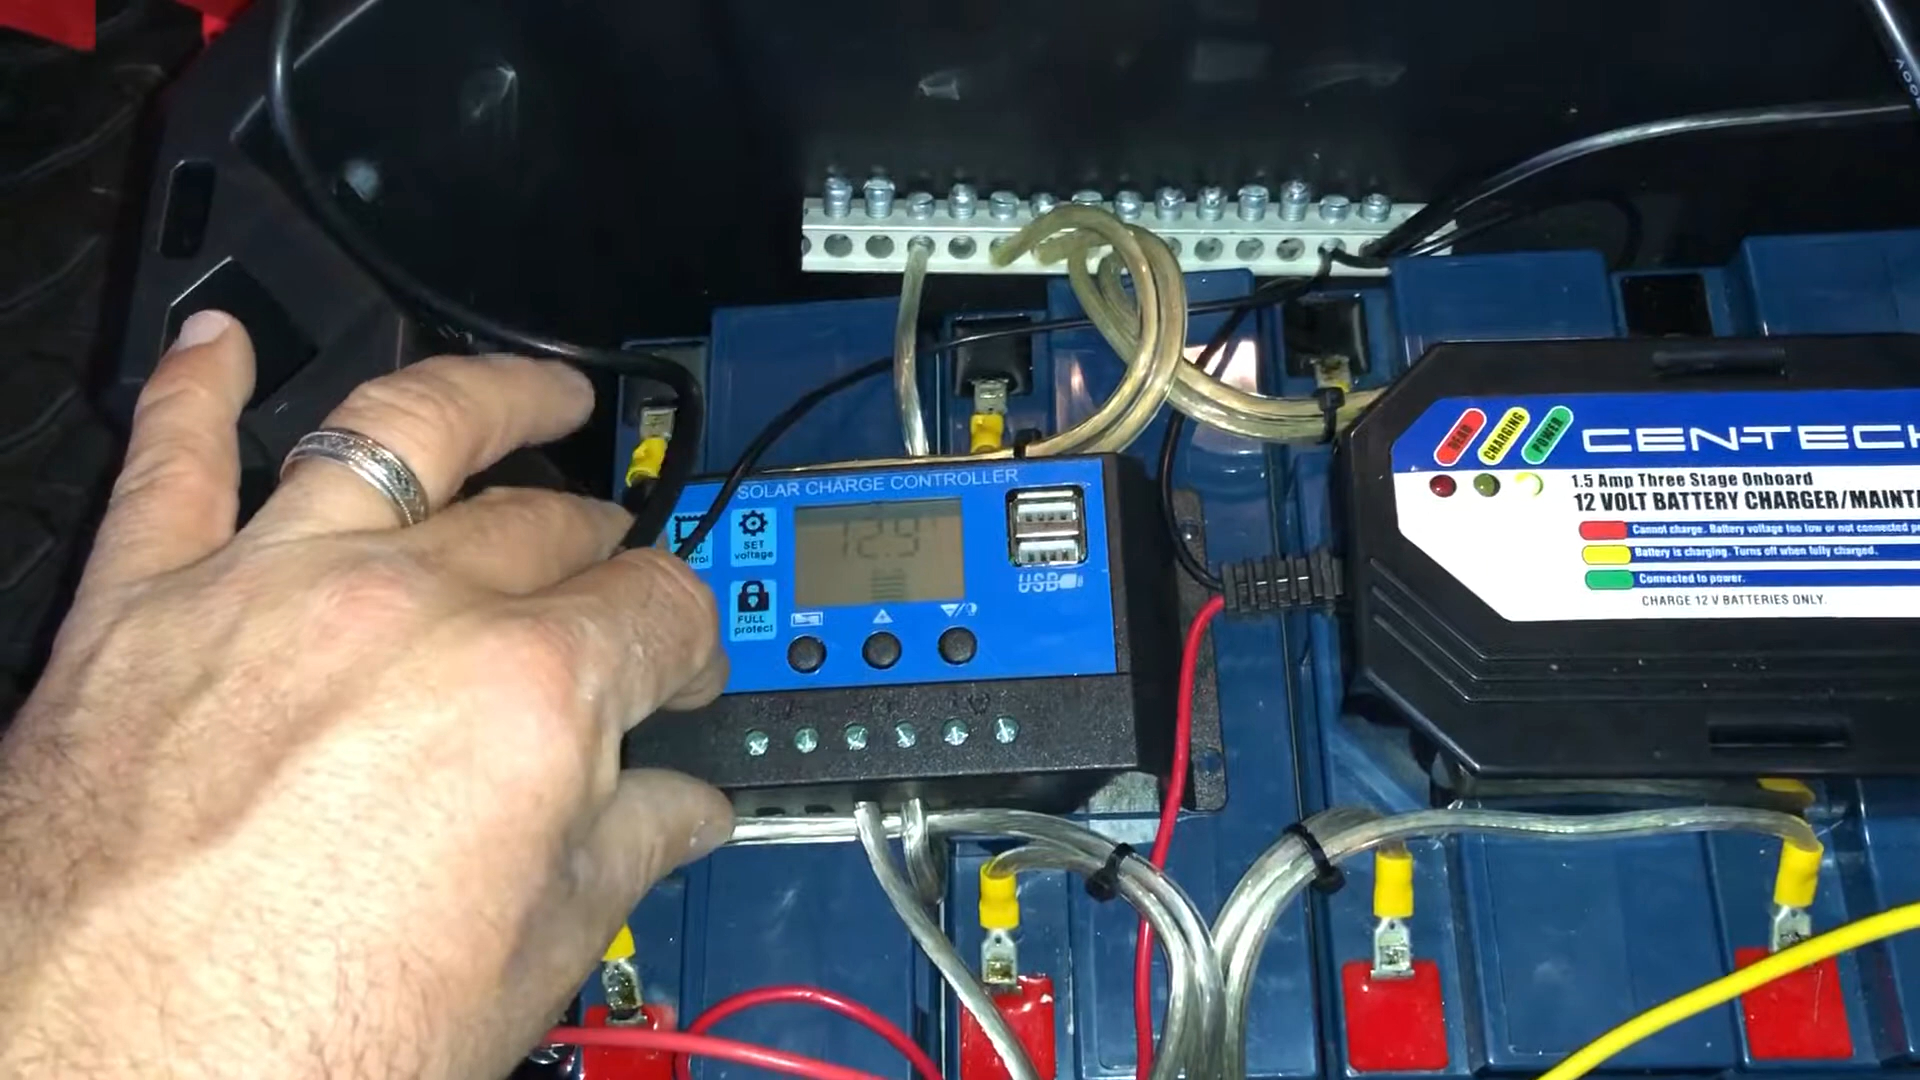 SOLAR CHARGE CONTROLLER
SET
voltage
FULL
protect
12.9
USB
DEAD
CHARGING
POWER
CEN-TECH
1.5 Amp Three Stage Onboard
12 VOLT BATTERY CHARGER/MAINT
Cannot charge. Battery voltage too low or not connected
Battery is charging. Turns off when fully charged.
Connected to power.
CHARGE 12 V BATTERIES ONLY.